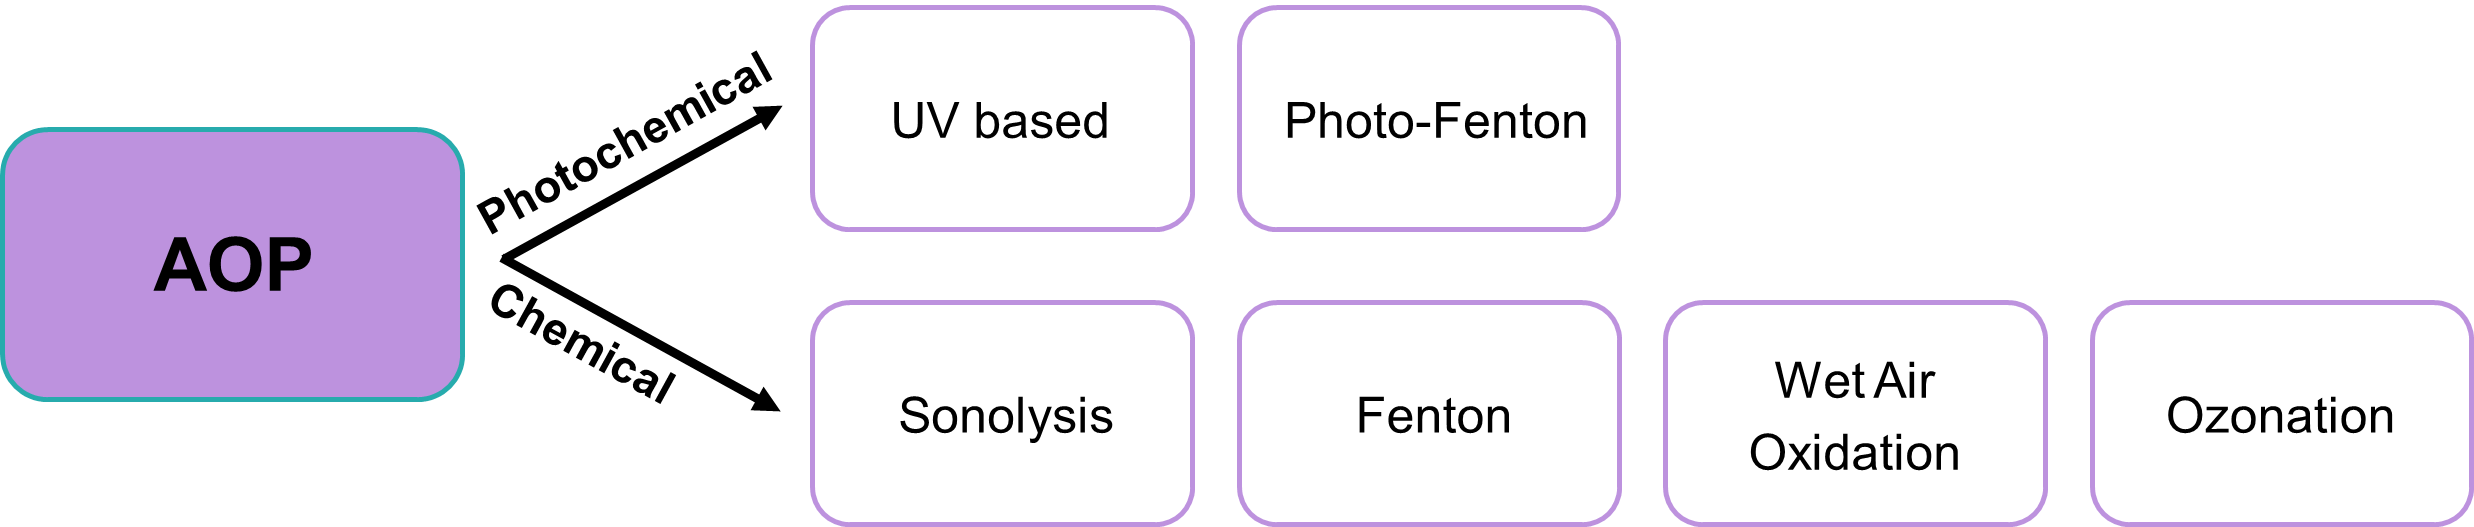 AOP
Photochemical
UV based
Photo-Fenton
Chemical
Sonolysis
Fenton
Wet Air
Oxidation
Ozonation